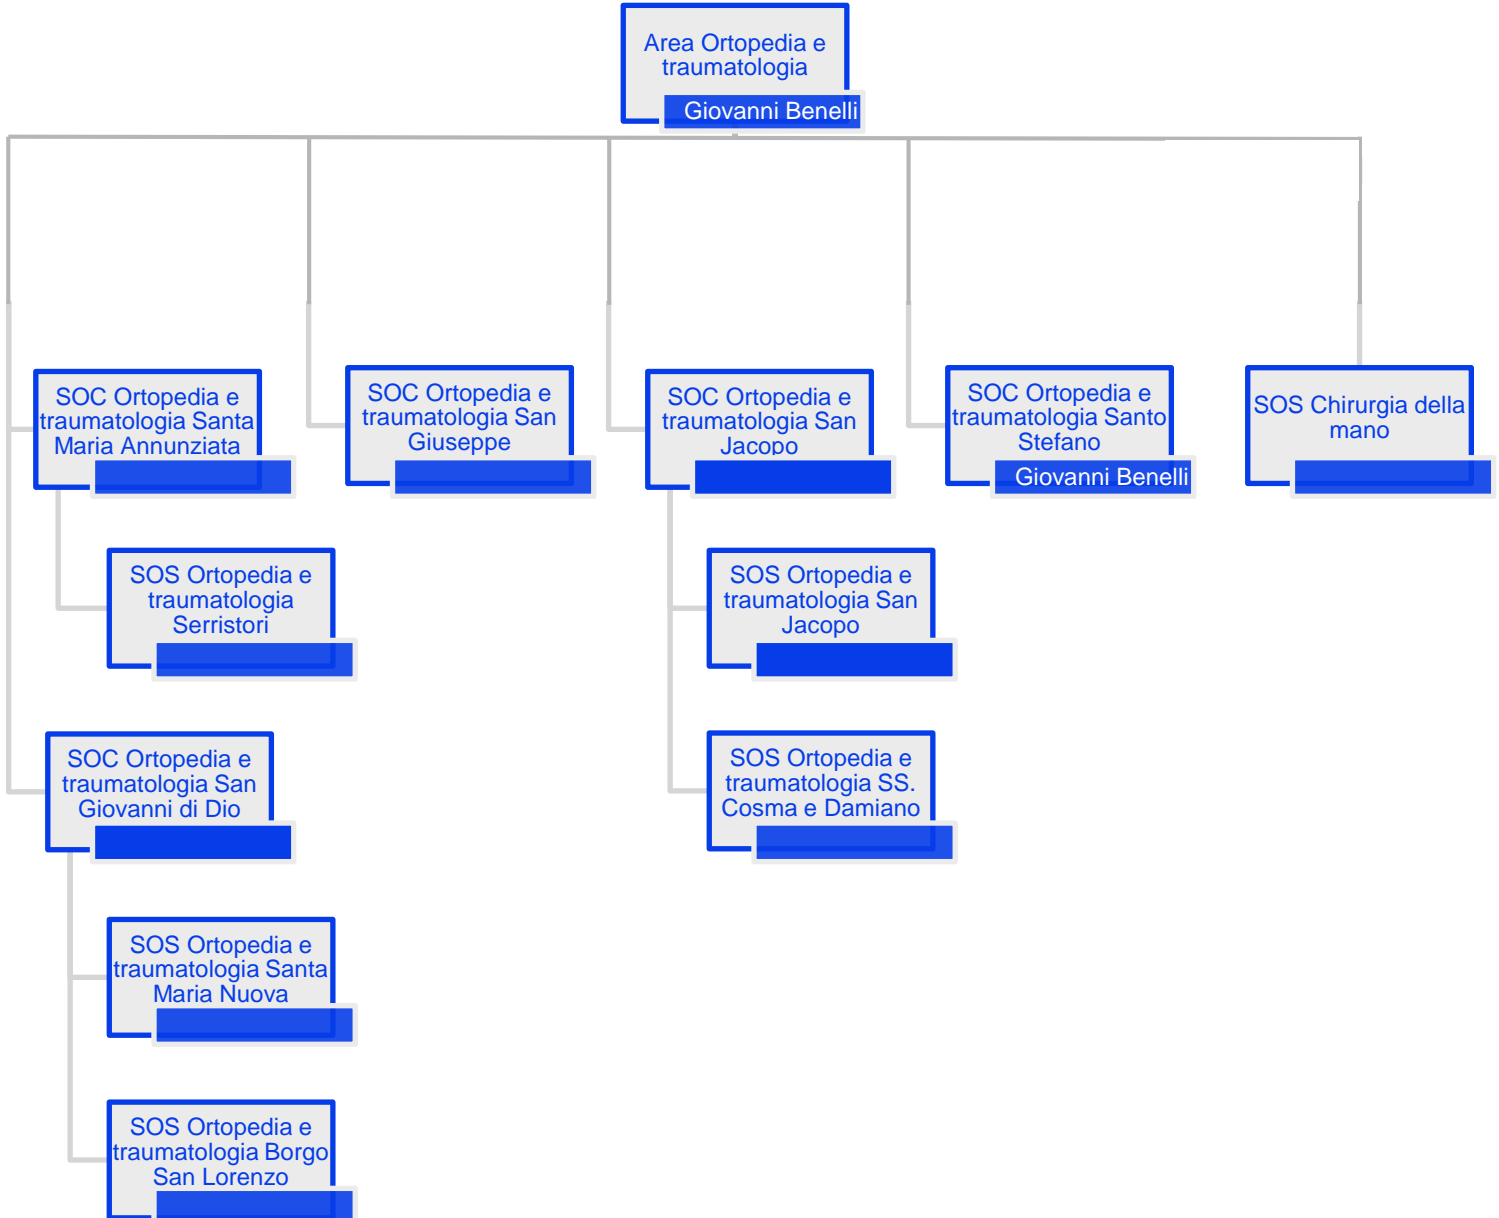 Area Ortopedia e
traumatologia
Giovanni Benelli
SOC Ortopedia e
traumatologia Santa
Maria Annunziata
SOC Ortopedia e
traumatologia San
Giuseppe
SOC Ortopedia e
traumatologia San
Jacopo
SOC Ortopedia e
traumatologia Santo
Stefano
Giovanni Benelli
SOS Chirurgia della
mano
SOS Ortopedia e
traumatologia
Serristori
SOS Ortopedia e
traumatologia San
Jacopo
SOC Ortopedia e
traumatologia San
Giovanni di Dio
SOS Ortopedia e
traumatologia SS.
Cosma e Damiano
SOS Ortopedia e
traumatologia Santa
Maria Nuova
SOS Ortopedia e
traumatologia Borgo
San Lorenzo